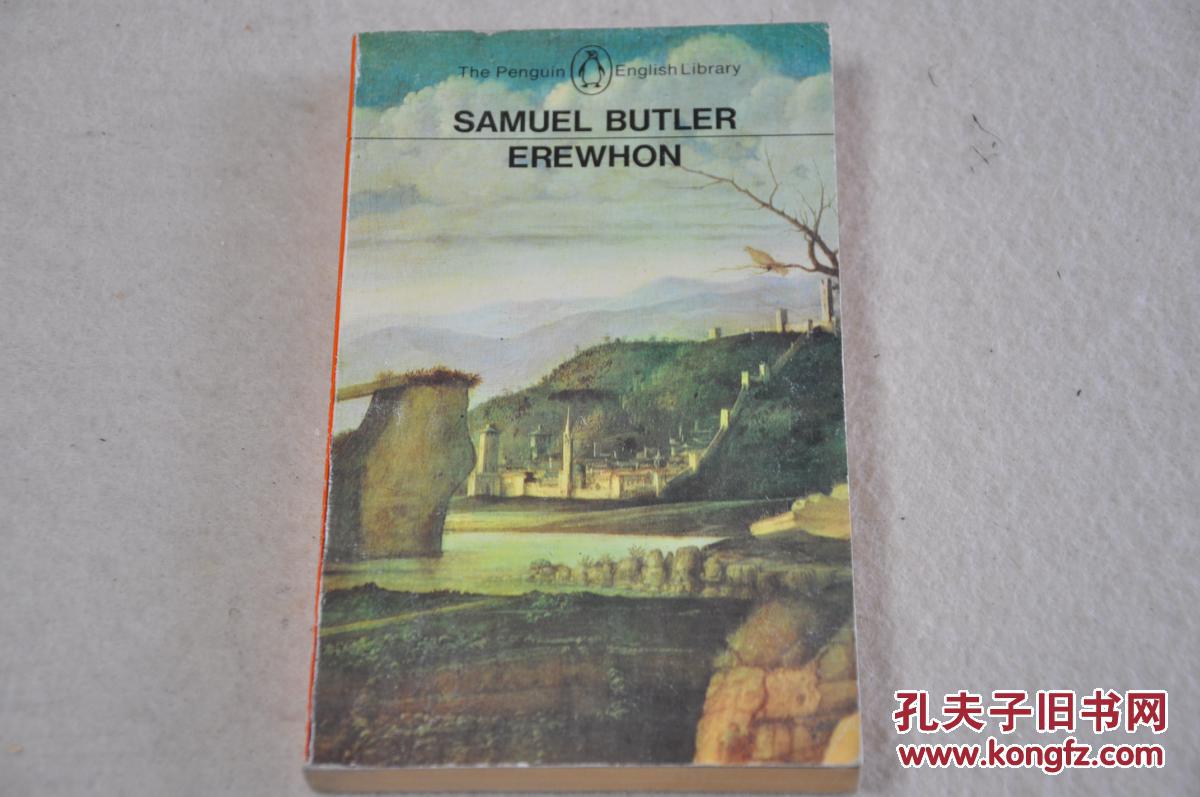 The Penguin English Library
SAMUEL BUTLER
EREWHON
孔夫子旧书网
www.kongfz.com